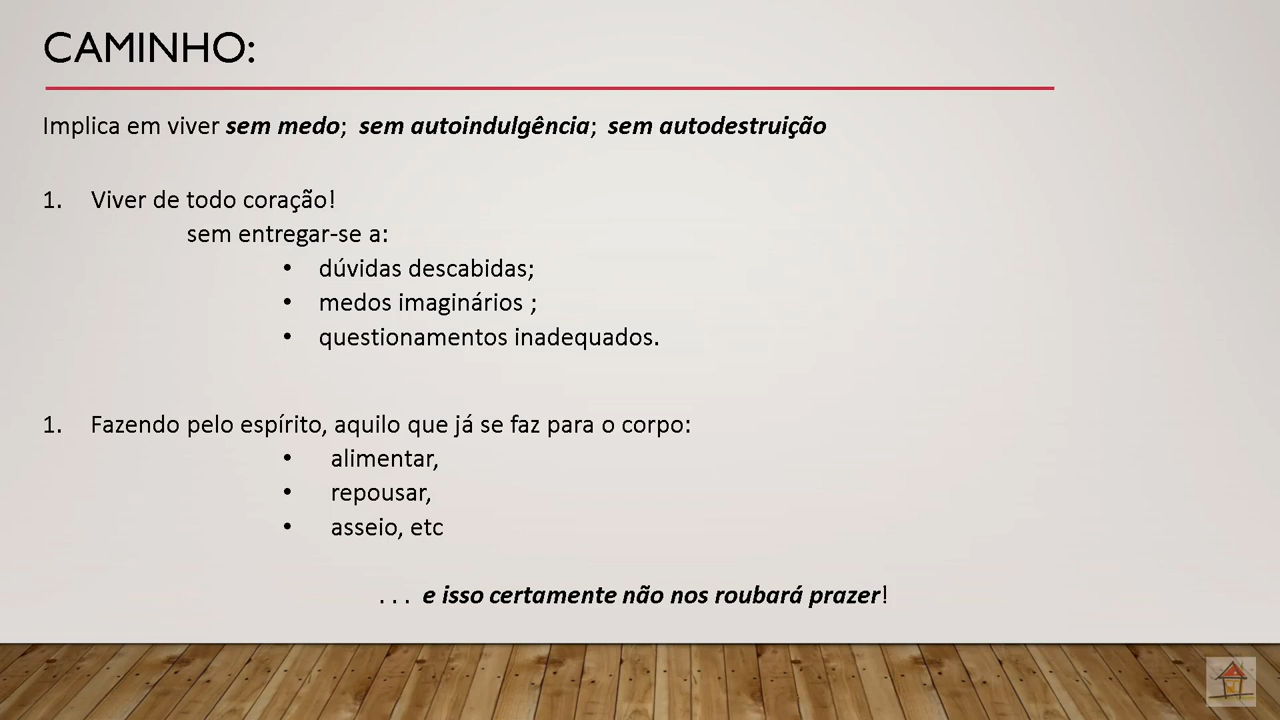 CAMINHO:
Implica em viver sem medo; sem autoindulgência; sem autodestruição
1. Viver de todo coração!
sem entregar-se a:
• dúvidas descabidas;
• medos imaginários ;
• questionamentos inadequados.
1. Fazendo pelo espírito, aquilo que já se faz para o corpo:
• alimentar,
• repousar,
• asseio, etc
. . . e isso certamente não nos roubará prazer!